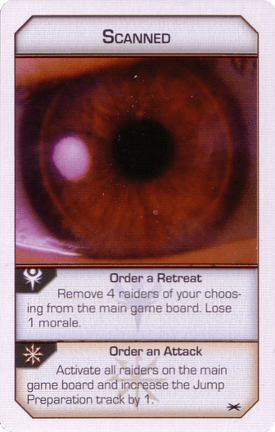 SCANNED
Order a Retreat
Remove 4 raiders of your choos-
ing from the main game board. Lose
1 morale.
Order an Attack
Activate all raiders on the main
game board and increase the Jump
Preparation track by 1.